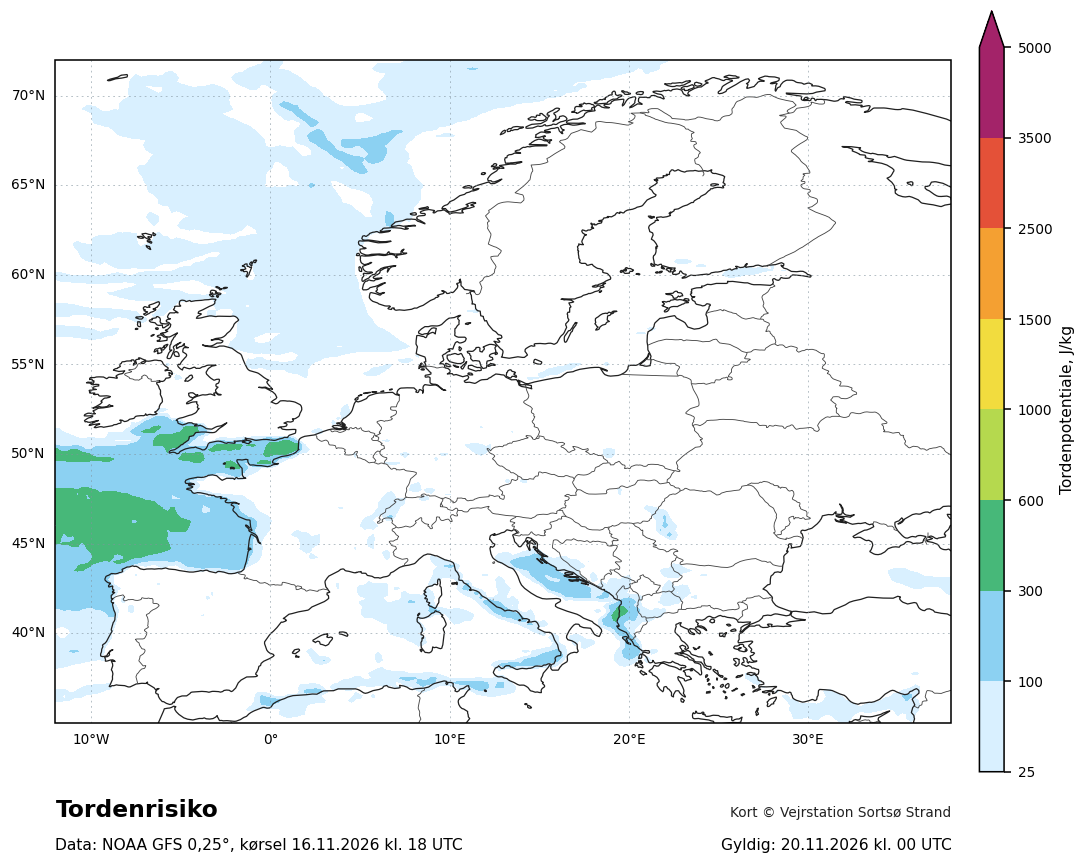 70°N
65°N
60°N
55°N
50°N
45°N
40°N
10°W
0°
10°E
20°E
30°E
5000
3500
2500
1500
1000
600
300
100
25
Tordenpotentiale, J/kg
Tordenrisiko
Kort © Vejrstation Sortsø Strand
Data: NOAA GFS 0,25°, kørsel 16.11.2026 kl. 18 UTC
Gyldig: 20.11.2026 kl. 00 UTC